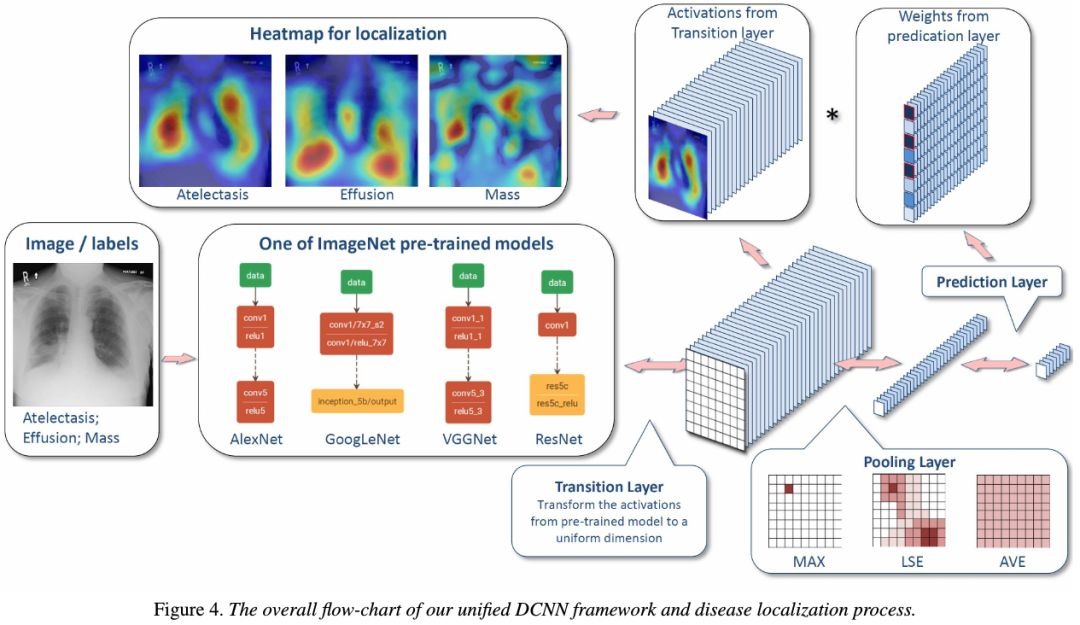 Heatmap for localization
R
Atelectasis
R
Effusion
R
Mass
Activations from
Transition layer
*
Weights from
predication layer
Image / labels
R
Atelectasis;
Effusion; Mass
One of ImageNet pre-trained models
data
conv1
relu1
conv5
relu5
AlexNet
data
conv1/7x7_s2
conv1/relu_7x7
inception_5b/output
GoogLeNet
data
conv1_1
relu1_1
conv5_3
relu5_3
VGGNet
data
conv1
res5c
res5c_relu
ResNet
Prediction Layer
Transition Layer
Transform the activations
from pre-trained model to a
uniform dimension
Pooling Layer
MAX
LSE
AVE
Figure 4. The overall flow-chart of our unified DCNN framework and disease localization process.